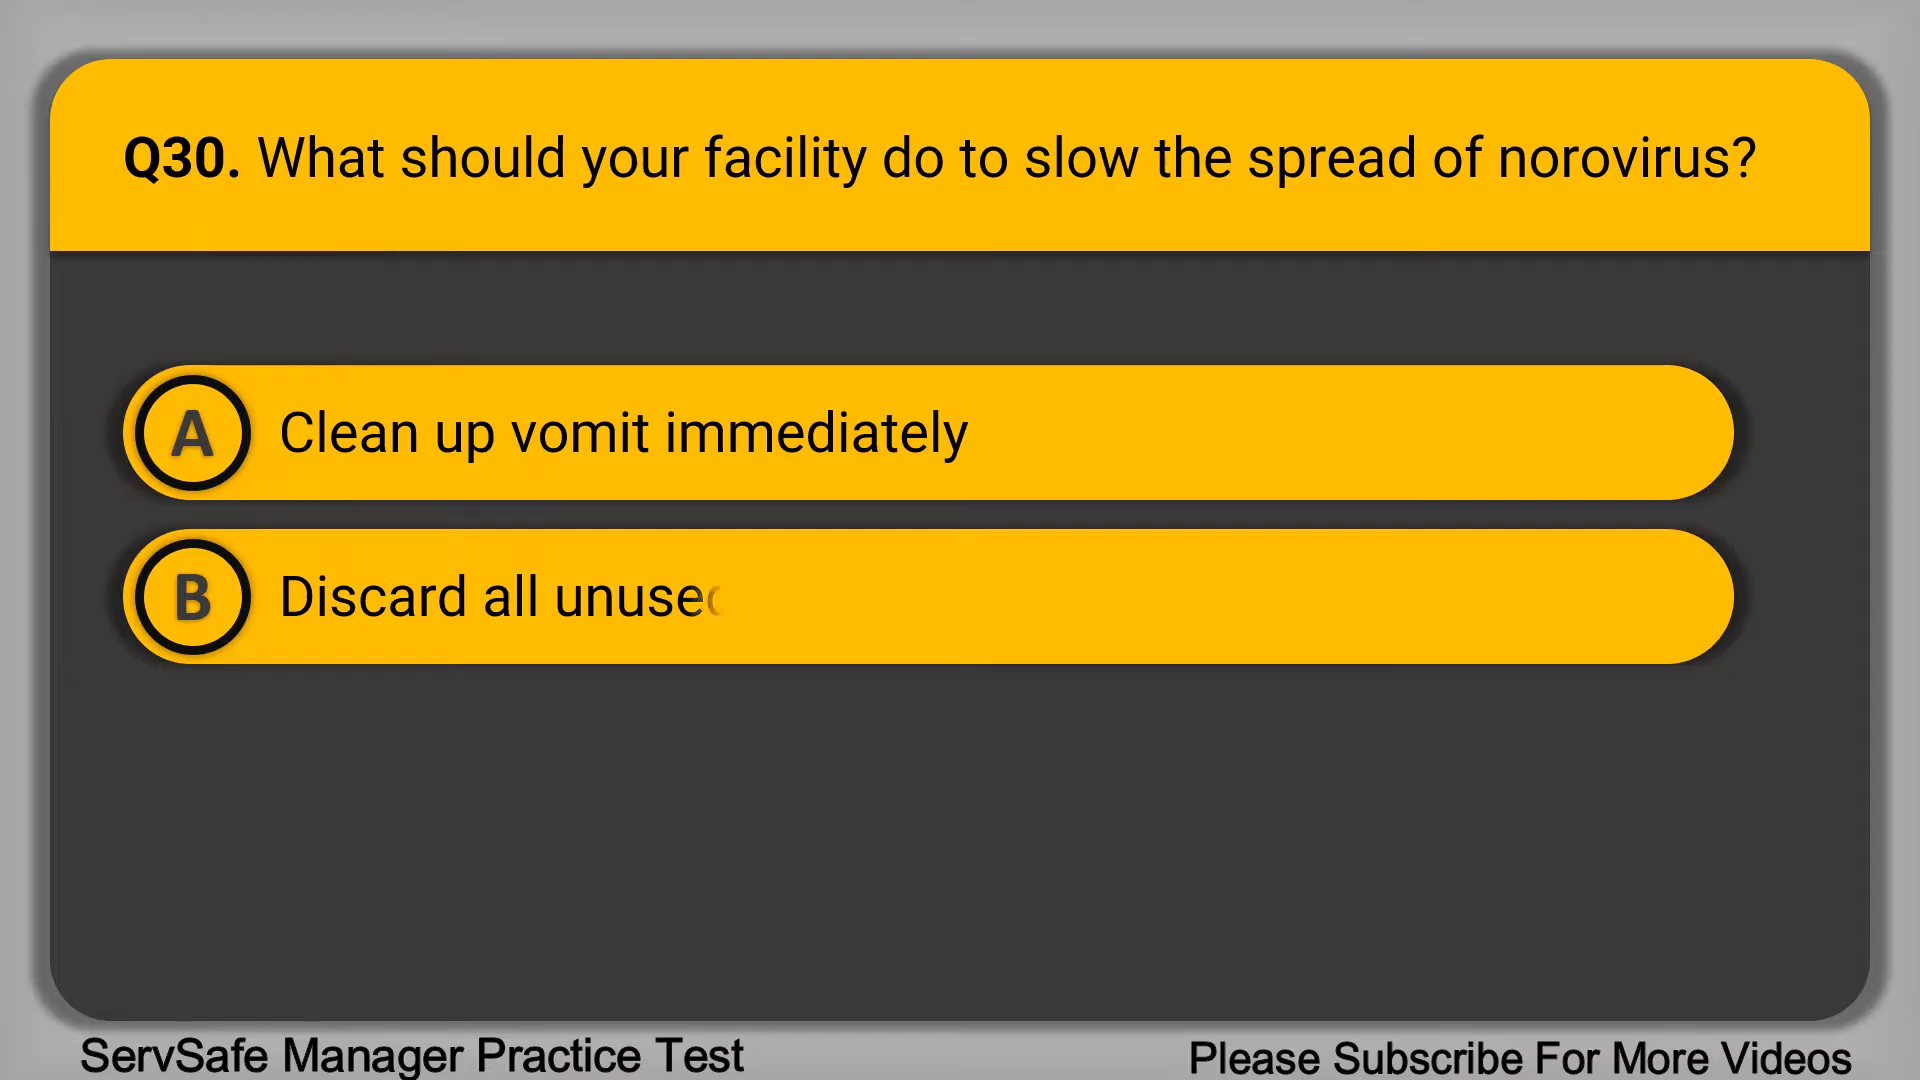 Q30. What should your facility do to slow the spread of norovirus?
A Clean up vomit immediately
B Discard all
ServSafe Manager Practice Test
Please Subscribe For More Videos